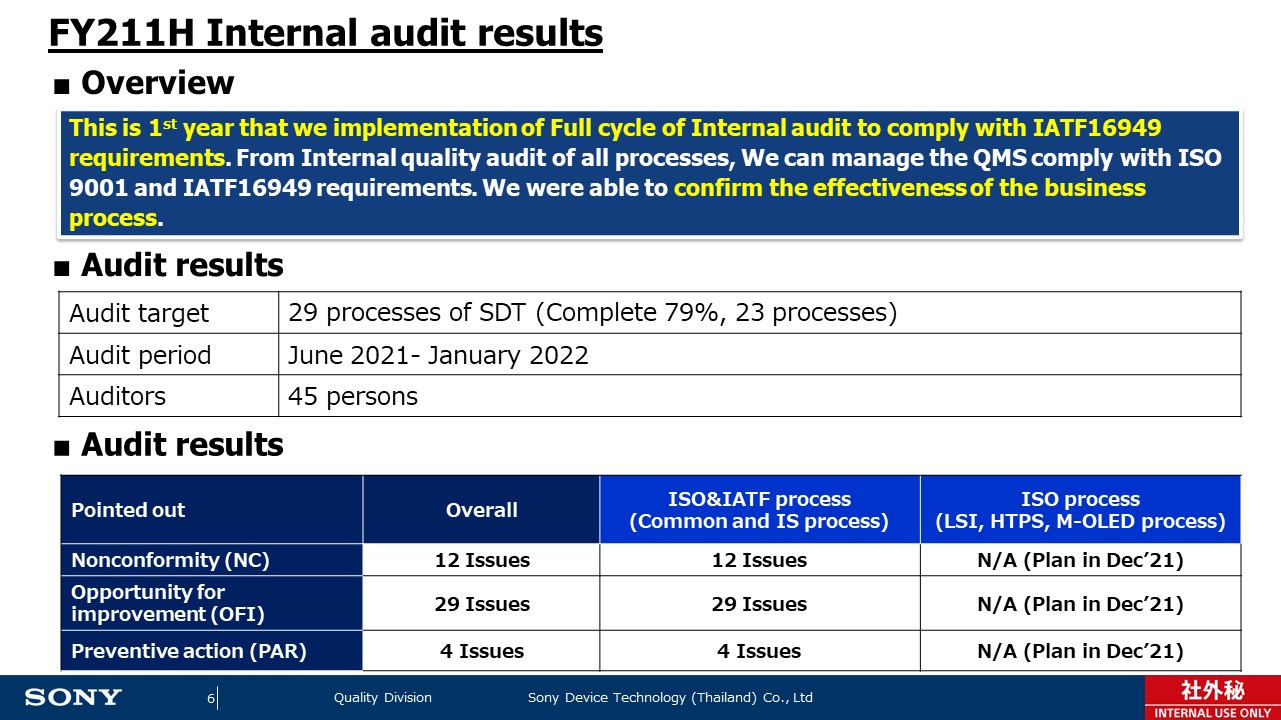 FY211H Internal audit results
■ Overview
This is 1st year that we implementation of Full cycle of Internal audit to comply with IATF16949
requirements. From Internal quality audit of all processes, We can manage the QMS comply with ISO
9001 and IATF16949 requirements. We were able to confirm the effectiveness of the business
process.
■ Audit results
Audit target 29 processes of SDT (Complete 79%, 23 processes)
Audit period June 2021- January 2022
Auditors 45 persons
■ Audit results
Pointed out Overall ISO&IATF process
(Common and IS process) ISO process
(LSI, HTPS, M-OLED process)
Nonconformity (NC) 12 Issues 12 Issues N/A (Plan in Dec’21)
Opportunity for
improvement (OFI) 29 Issues 29 Issues N/A (Plan in Dec’21)
Preventive action (PAR) 4 Issues 4 Issues N/A (Plan in Dec’21)
SONY 6 Quality Division Sony Device Technology (Thailand) Co., Ltd 社外秘
INTERNAL USE ONLY